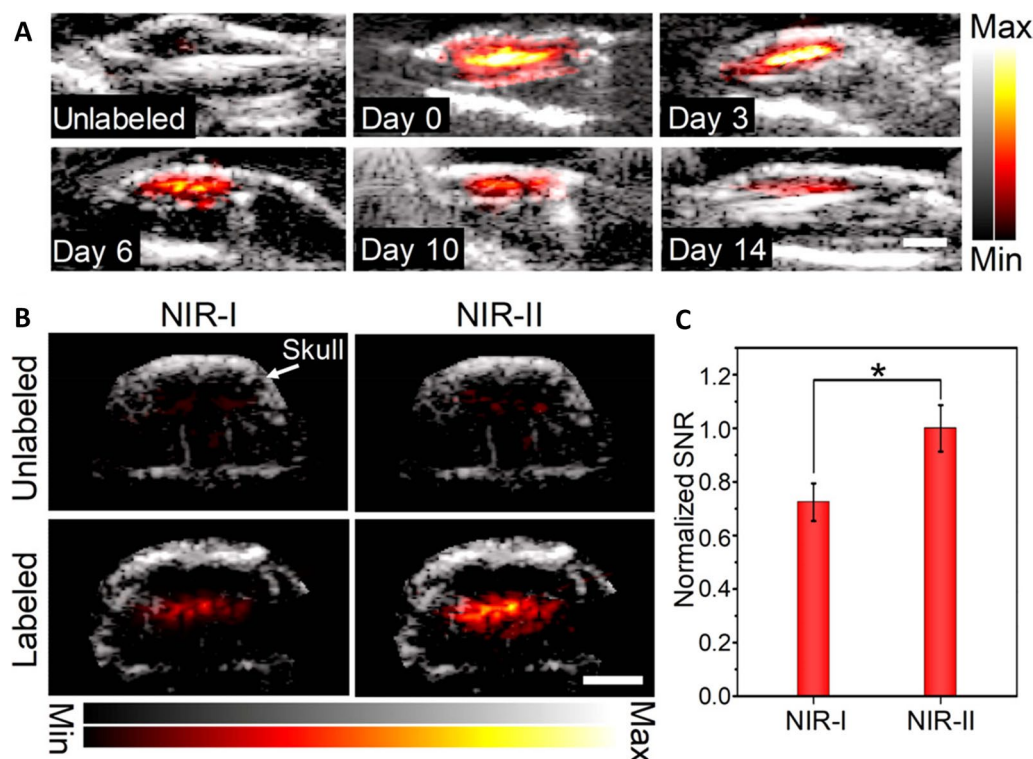 A
Unlabeled
Day 0
Day 3
Max
Day 6
Day 10
Day 14
Min
B
NIR-I
NIR-II
Unlabeled
Skull
Labeled
Min
Max
C
*
Normalized SNR
1.2
1.0
0.8
0.6
0.4
0.2
0.0
NIR-I
NIR-II